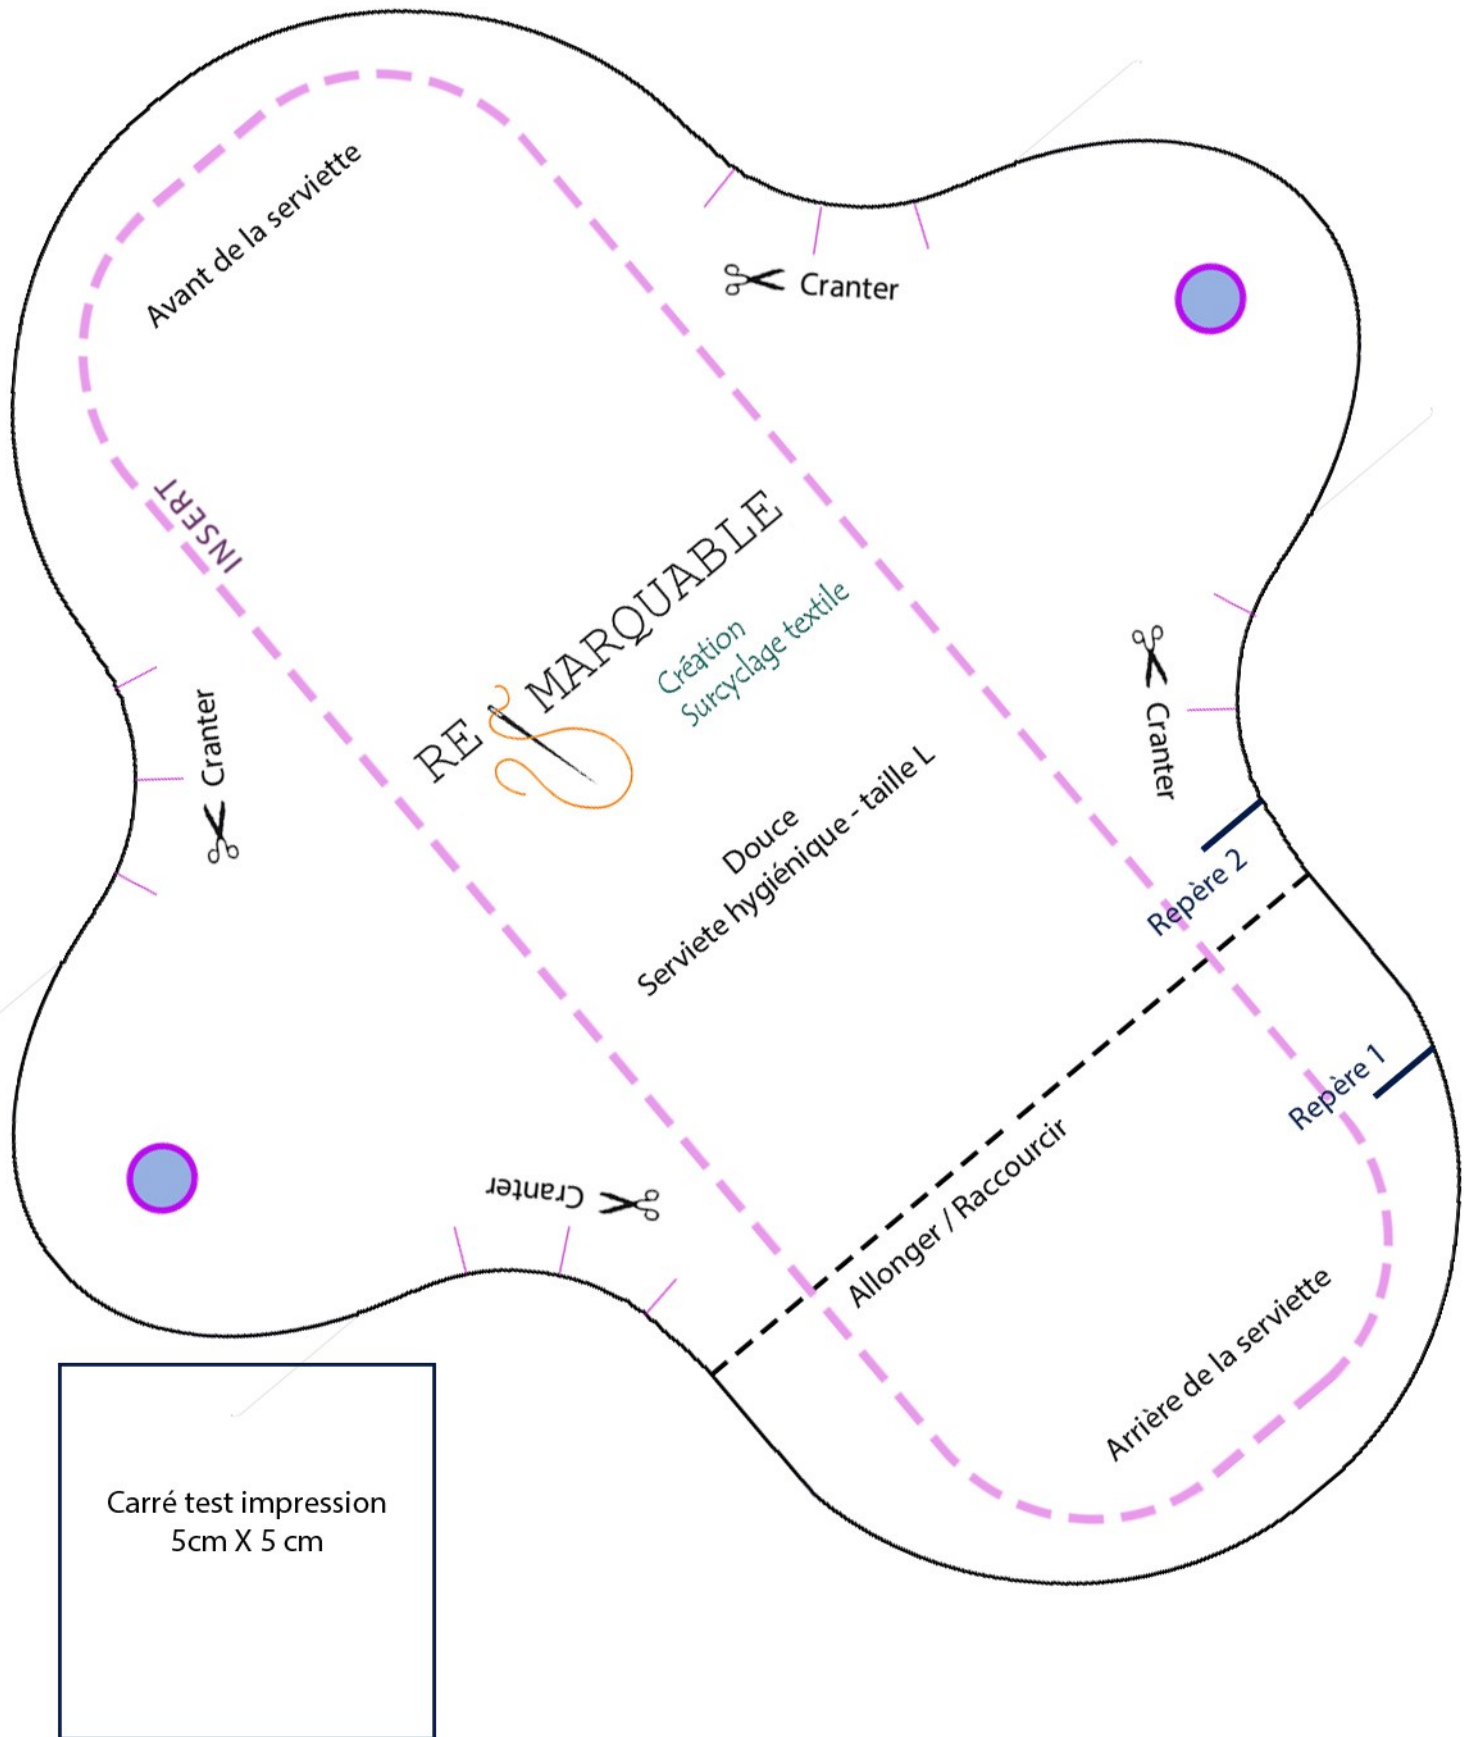 Avant de la serviette
Cranter
INSERT
RE MARQUABLE
Création
Surcyclage textile
Cranter
Cranter
Douce
Serviete hygiénique - taille L
Repère 2
Repère 1
Allonger / Raccourcir
Cranter
Arrière de la serviette
Carré test impression
5cm X 5 cm